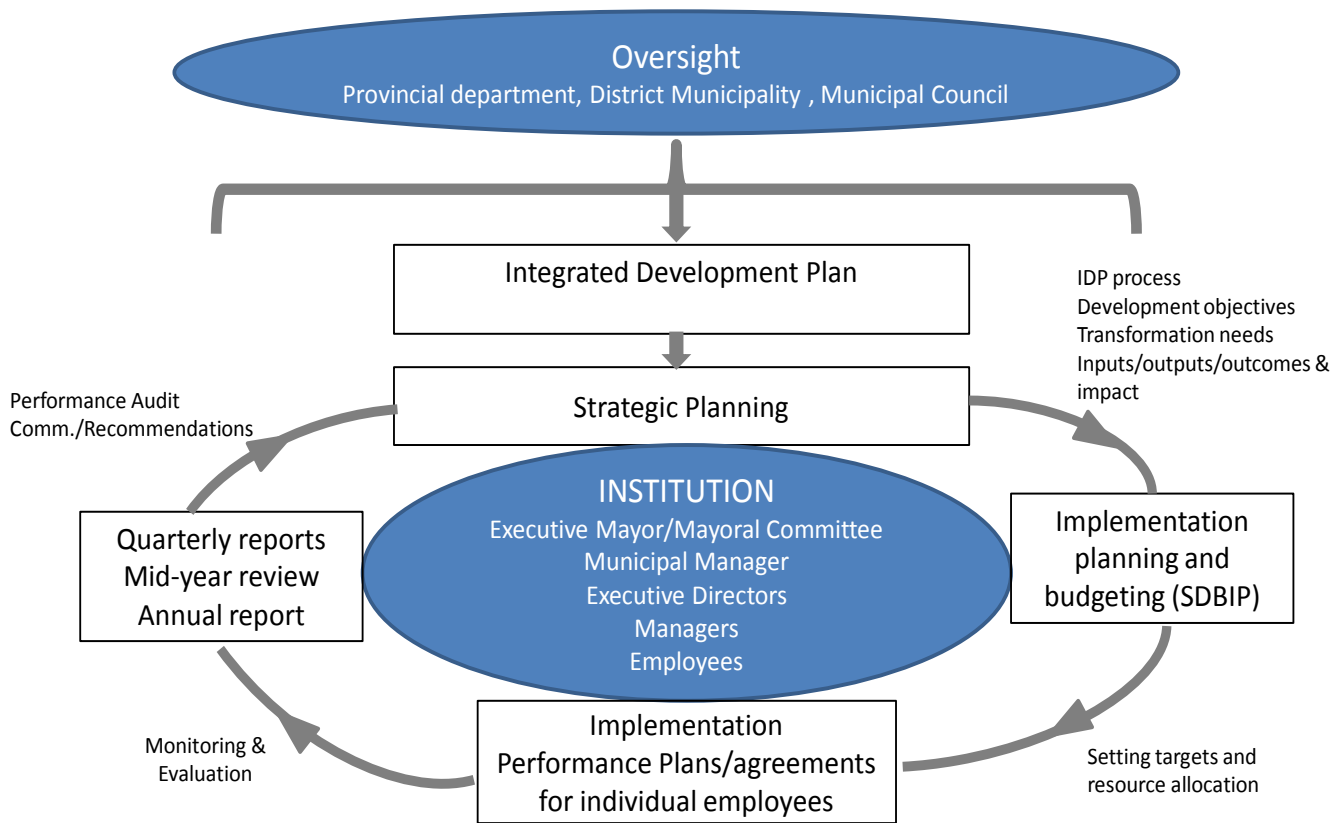 Oversight
Provincial department, District Municipality , Municipal Council
Integrated Development Plan
IDP process
Development objectives
Transformation needs
Inputs/outputs/outcomes &
impact
Strategic Planning
Performance Audit
Comm./Recommendations
INSTITUTION
Executive Mayor/Mayoral Committee
Municipal Manager
Executive Directors
Managers
Employees
Quarterly reports
Mid-year review
Annual report
Implementation
planning and
budgeting (SDBIP)
Implementation
Performance Plans/agreements
for individual employees
Monitoring &
Evaluation
Setting targets and
resource allocation